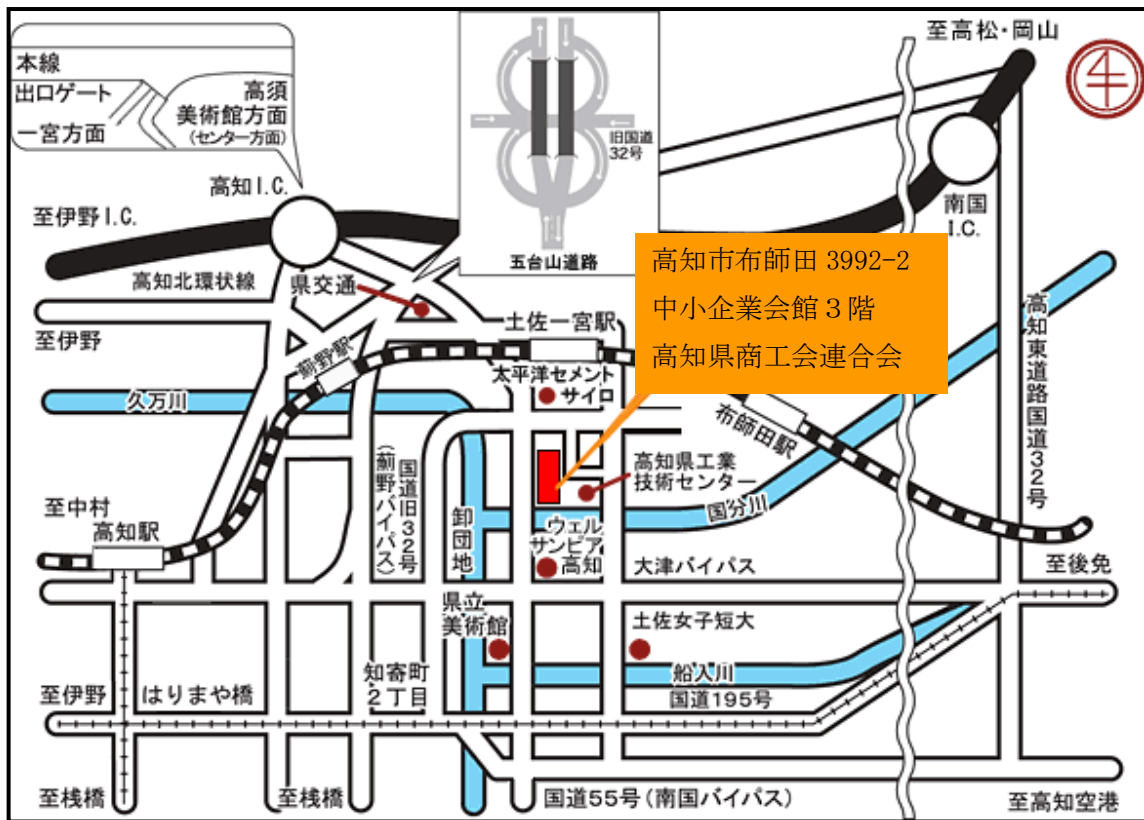 至高松・岡山
本線
出口ゲート
一宮方面
高須
美術館方面
(センター方面)
旧国道
32号
五台山道路
高知I.C.
至伊野I.C.
南国
I.C.
高知市布師田 3992-2
中小企業会館３階
高知県商工会連合会
高知北環状線
県交通
至伊野
土佐一宮駅
薊野駅
太平洋セメント
サイロ
久万川
布師田駅
高知東道路国道32号
国道旧32号
(薊野バイパス)
高知県工業
技術センター
国分川
至中村
高知駅
卸団地
ウェル
サンピア
高知
大津バイパス
至後免
県立
美術館
土佐女子短大
知寄町
2丁目
船入川
国道195号
至伊野
はりまや橋
至桟橋
至桟橋
国道55号(南国バイパス)
至高知空港